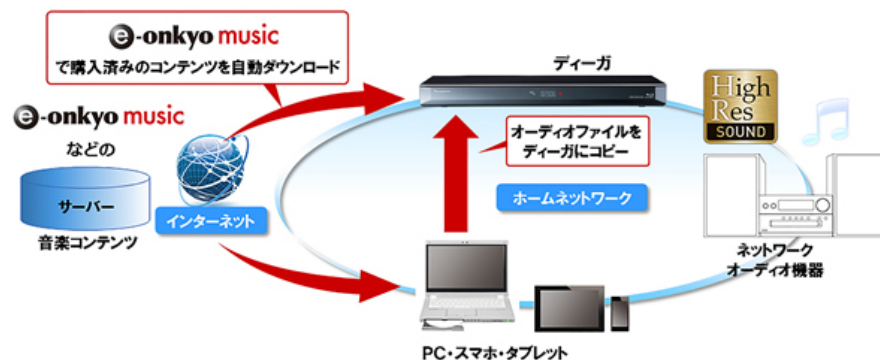 e-onkyo music
で購入済みのコンテンツを自動ダウンロード
ディーガ
High
Res
SOUND
e-onkyo music
などの
サーバー
音楽コンテンツ
インターネット
オーディオファイルを
ディーガにコピー
ホームネットワーク
ネットワーク
オーディオ機器
PC・スマホ・タブレット